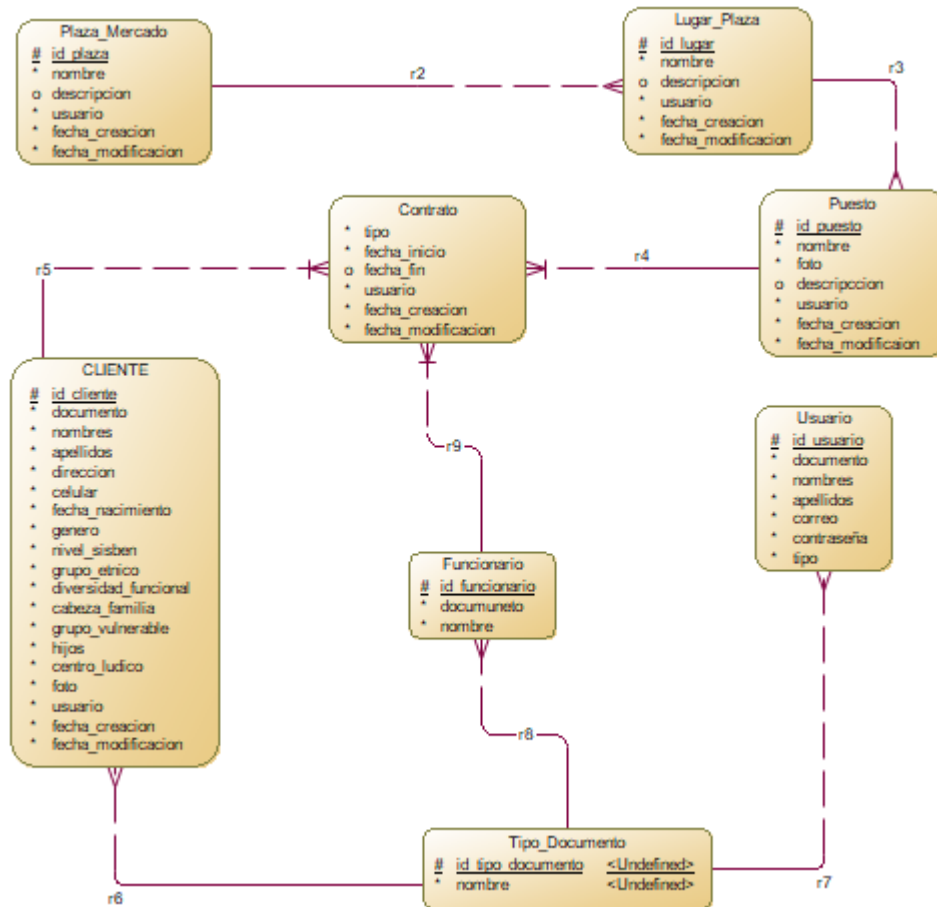 Plaza_Mercado
# id_plaza
* nombre
o descripcion
* usuario
* fecha_creacion
* fecha_modificacion
r2
Lugar_Plaza
# id_lugar
* nombre
o descripcion
* usuario
* fecha_creacion
* fecha_modificacion
r3
Contrato
* tipo
* fecha_inicio
o fecha_fin
* usuario
* fecha_creacion
* fecha_modificacion
r5
r4
Puesto
# id_puesto
* nombre
* foto
o descripccion
* usuario
* fecha_creacion
* fecha_modificaion
CLIENTE
# id_cliente
* documento
* nombres
* apellidos
* direccion
* celular
* fecha_nacimiento
* genero
* nivel_sisben
* grupo_etnico
* diversidad_funcional
* cabeza_familia
* grupo_vulnerable
* hijos
* centro_ludico
* foto
* usuario
* fecha_creacion
* fecha_modificacion
r9
Usuario
# id_usuario
* documento
* nombres
* apellidos
* correo
* contraseña
* tipo
Funcionario
# id_funcionario
* documuneto
* nombre
r8
Tipo_Documento
# id_tipo_documento <Undefined>
* nombre <Undefined>
r6
r7